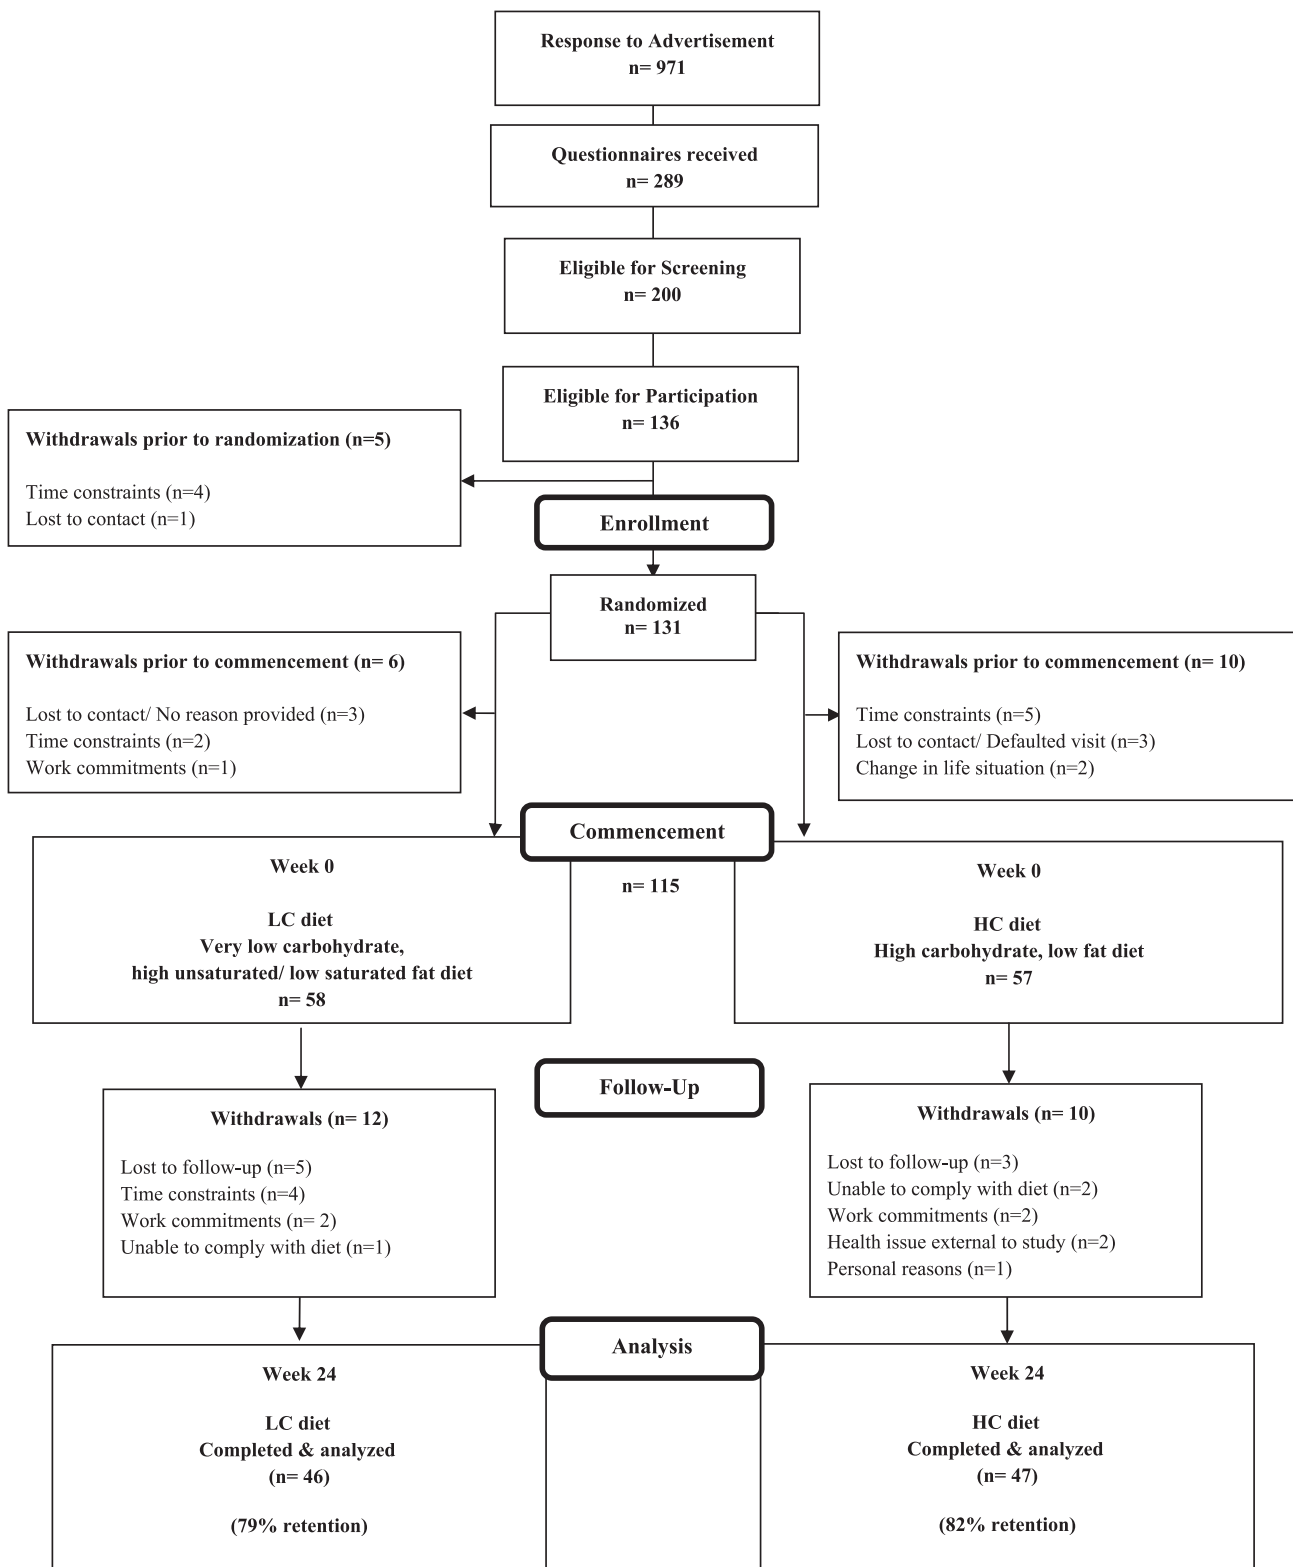 Response to Advertisement
n= 971
Questionnaires received
n= 289
Eligible for Screening
n= 200
Eligible for Participation
n= 136
Withdrawals prior to randomization (n=5)
Time constraints (n=4)
Lost to contact (n=1)
Enrollment
Randomized
n= 131
Withdrawals prior to commencement (n= 6)
Lost to contact/ No reason provided (n=3)
Time constraints (n=2)
Work commitments (n=1)
Withdrawals prior to commencement (n= 10)
Time constraints (n=5)
Lost to contact/ Defaulted visit (n=3)
Change in life situation (n=2)
Commencement
n= 115
Week 0
LC diet
Very low carbohydrate,
high unsaturated/ low saturated fat diet
n= 58
Week 0
HC diet
High carbohydrate, low fat diet
n= 57
Follow-Up
Withdrawals (n= 12)
Lost to follow-up (n=5)
Time constraints (n=4)
Work commitments (n= 2)
Unable to comply with diet (n=1)
Withdrawals (n= 10)
Lost to follow-up (n=3)
Unable to comply with diet (n=2)
Work commitments (n=2)
Health issue external to study (n=2)
Personal reasons (n=1)
Analysis
Week 24
LC diet
Completed & analyzed
(n= 46)
(79% retention)
Week 24
HC diet
Completed & analyzed
(n= 47)
(82% retention)